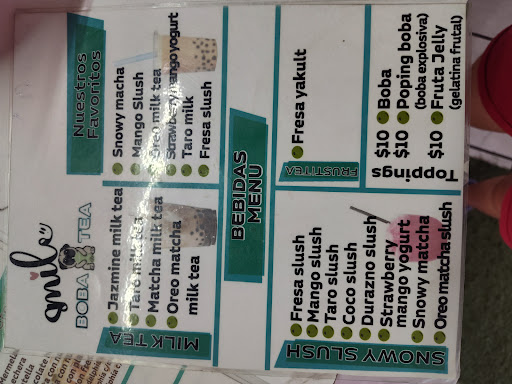 smile
BOBA TEA
Nuestros
Favoritos
Snowy macha
Mango Slush
Oreo milk tea
Strawberry mango yogurt
Taro milk
Fresa slush
MILK TEA
Jazmine milk tea
Taro milk tea
Matcha milk tea
Oreo matcha
milk tea
BEBIDAS
MENU
FRUSTITEA
Fresa yakult
SNOWY SLUSH
Fresa slush
Mango slush
Taro slush
Coco slush
Durazno slush
Strawberry
mango yogurt
Snowy matcha
Oreo matcha slush
Toppings
$10 Boba
$10 Poping boba
(boba explosiva)
$10 Fruta Jelly
(gelatina frutal)